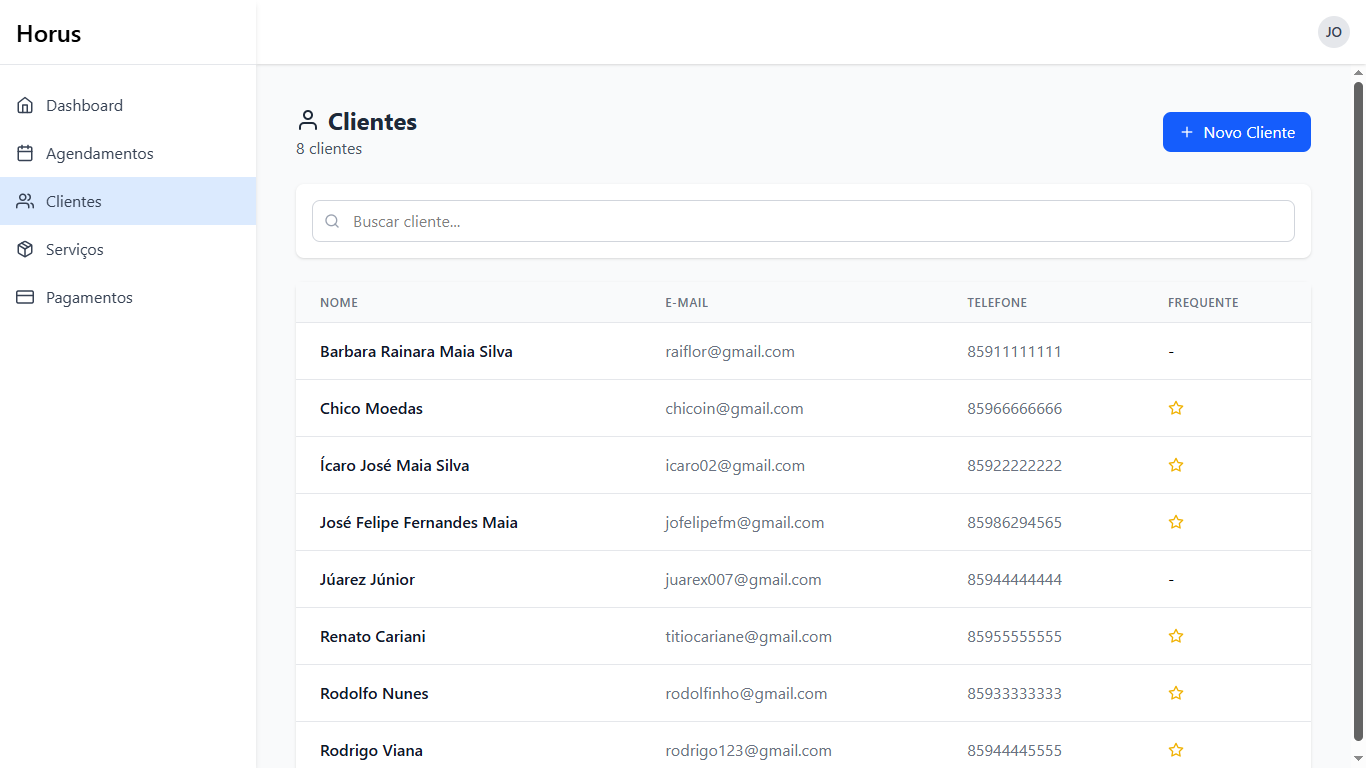 Horus
JO
Dashboard
Agendamentos
Clientes
Serviços
Pagamentos
Clientes
8 clientes
+ Novo Cliente
Buscar cliente...
NOME E-MAIL TELEFONE FREQUENTE
Barbara Rainara Maia Silva raiflor@gmail.com 85911111111 -
Chico Moedas chicoin@gmail.com 85966666666
Ícaro José Maia Silva icaro02@gmail.com 85922222222
José Felipe Fernandes Maia jofelipefm@gmail.com 85986294565
Júarez Júnior juarex007@gmail.com 85944444444 -
Renato Cariani titiocariane@gmail.com 85955555555
Rodolfo Nunes rodolfinho@gmail.com 85933333333
Rodrigo Viana rodrigo123@gmail.com 85944445555